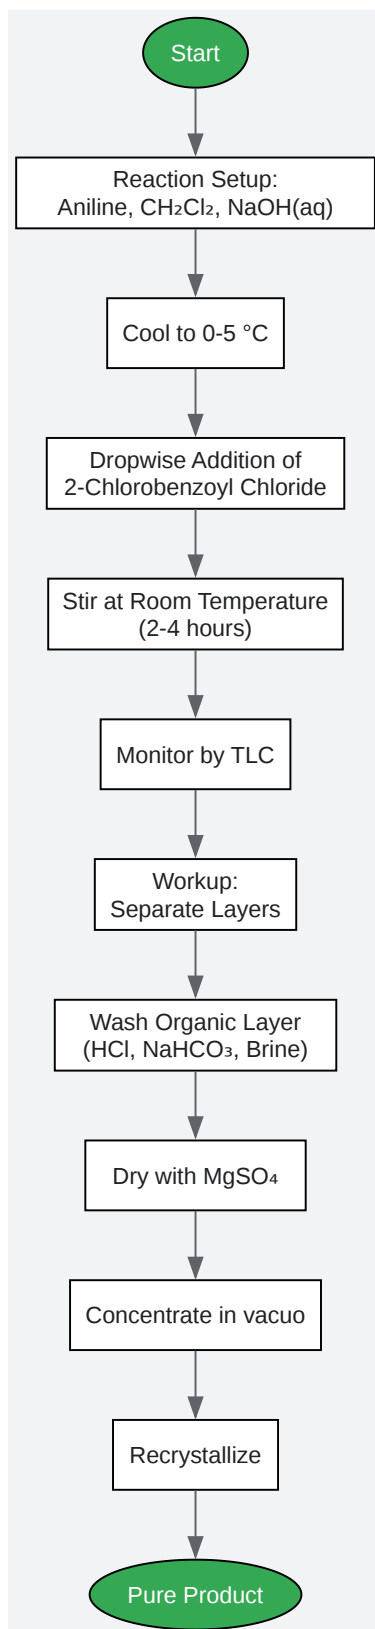 Start
Reaction Setup:
Aniline, CH₂Cl₂, NaOH(aq)
Cool to 0-5 °C
Dropwise Addition of
2-Chlorobenzoyl Chloride
Stir at Room Temperature
(2-4 hours)
Monitor by TLC
Workup:
Separate Layers
Wash Organic Layer
(HCl, NaHCO₃, Brine)
Dry with MgSO₄
Concentrate in vacuo
Recrystallize
Pure Product